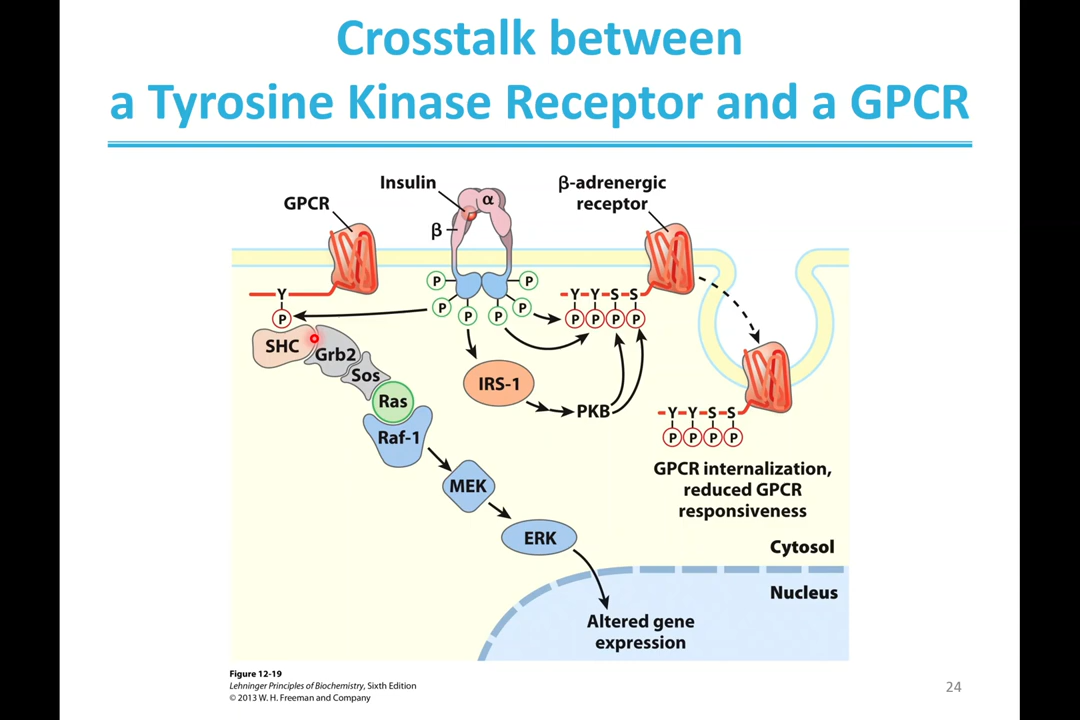 Crosstalk between
a Tyrosine Kinase Receptor and a GPCR
Insulin
α
β
GPCR
β-adrenergic
receptor
P
P
P
P
P
P
Y
P
Y-Y-S-S
P P P P
SHC
Grb2
Sos
Ras
Raf-1
MEK
ERK
IRS-1
PKB
Y-Y-S-S
P P P P
GPCR internalization,
reduced GPCR
responsiveness
Cytosol
Nucleus
Altered gene
expression
Figure 12-19
Lehninger Principles of Biochemistry, Sixth Edition
© 2013 W. H. Freeman and Company
24